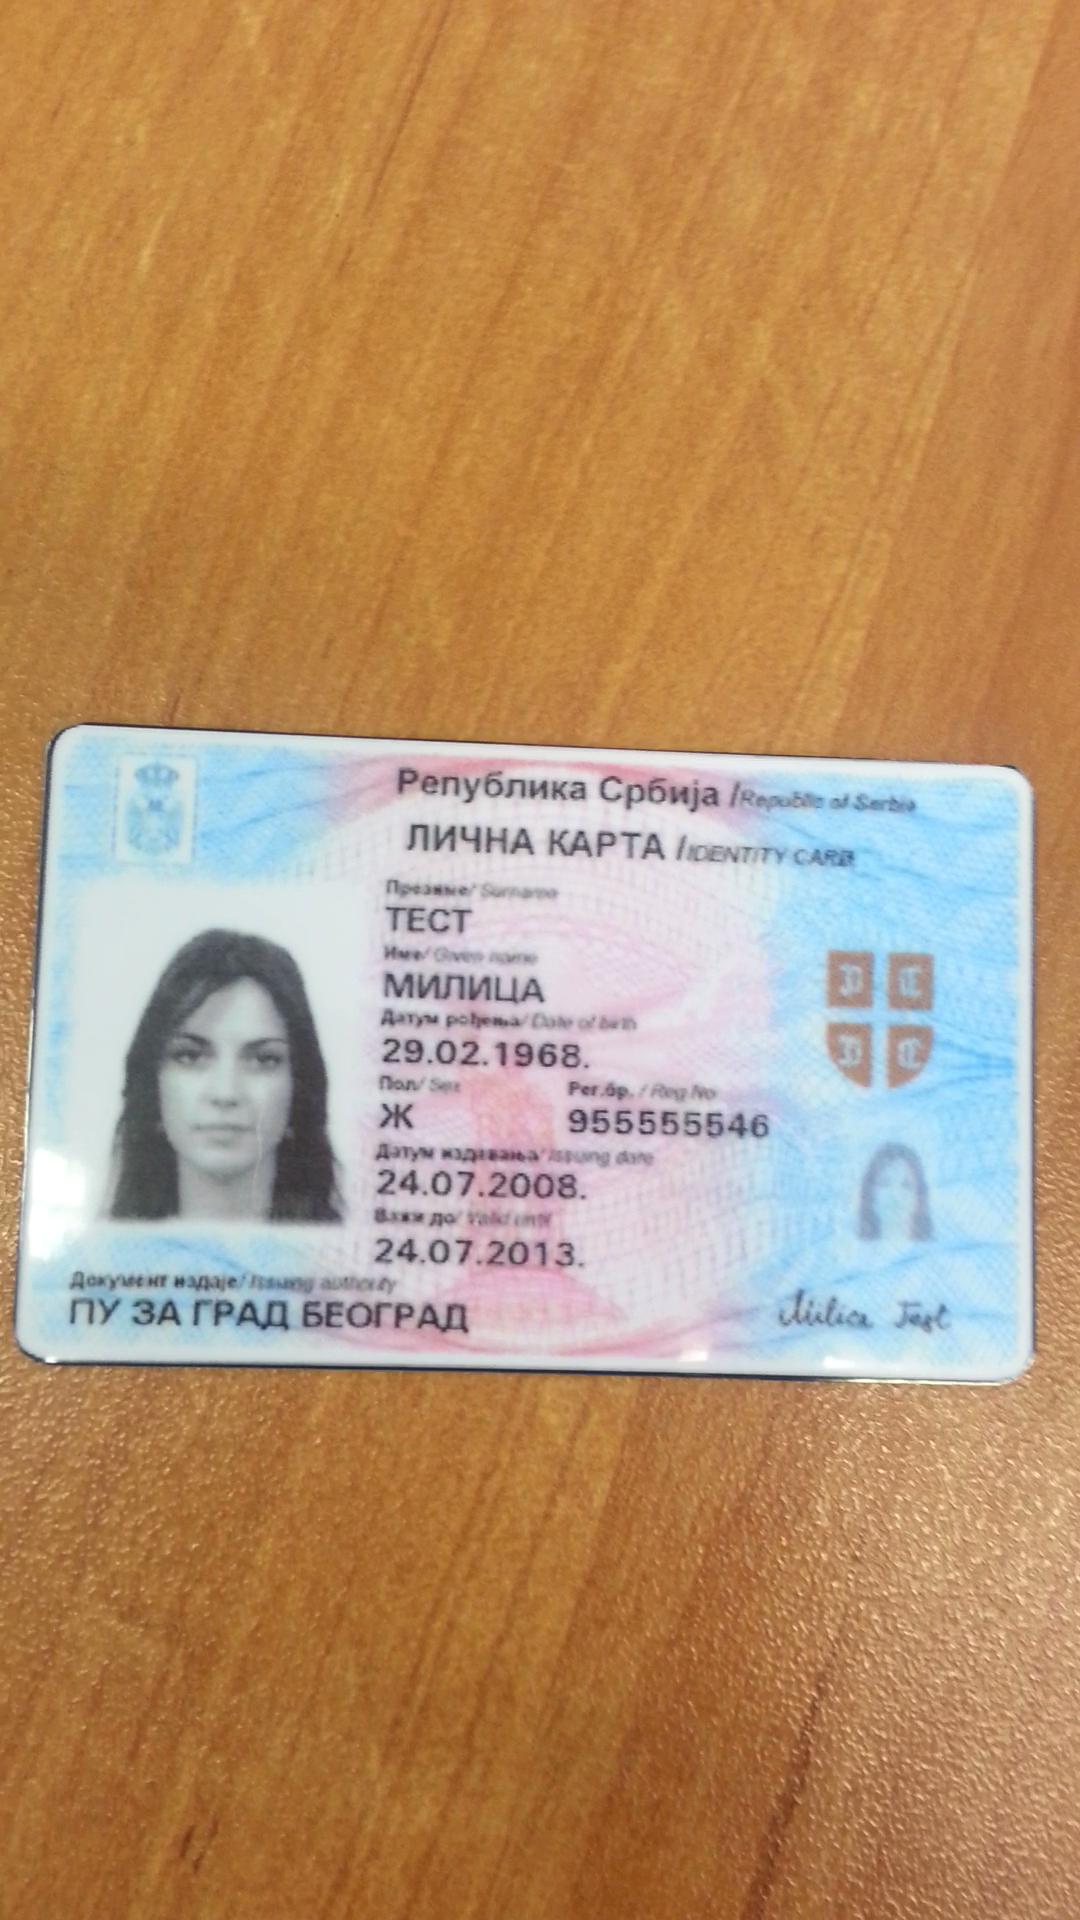 Република Србија /Republic of Serbia
ЛИЧНА КАРТА /IDENTITY CARD
Презиме/ Surname
ТЕСТ
Име/ Given name
МИЛИЦА
Датум рођења/ Date of birth
29.02.1968.
Пол/ Sex Рег.бр. / Reg No
Ж 955555546
Датум издавања/ Issuing date
24.07.2008.
Важи до/ Valid until
24.07.2013.
Документ издаје/ Issuing authority
ПУ ЗА ГРАД БЕОГРАД
Milica Test